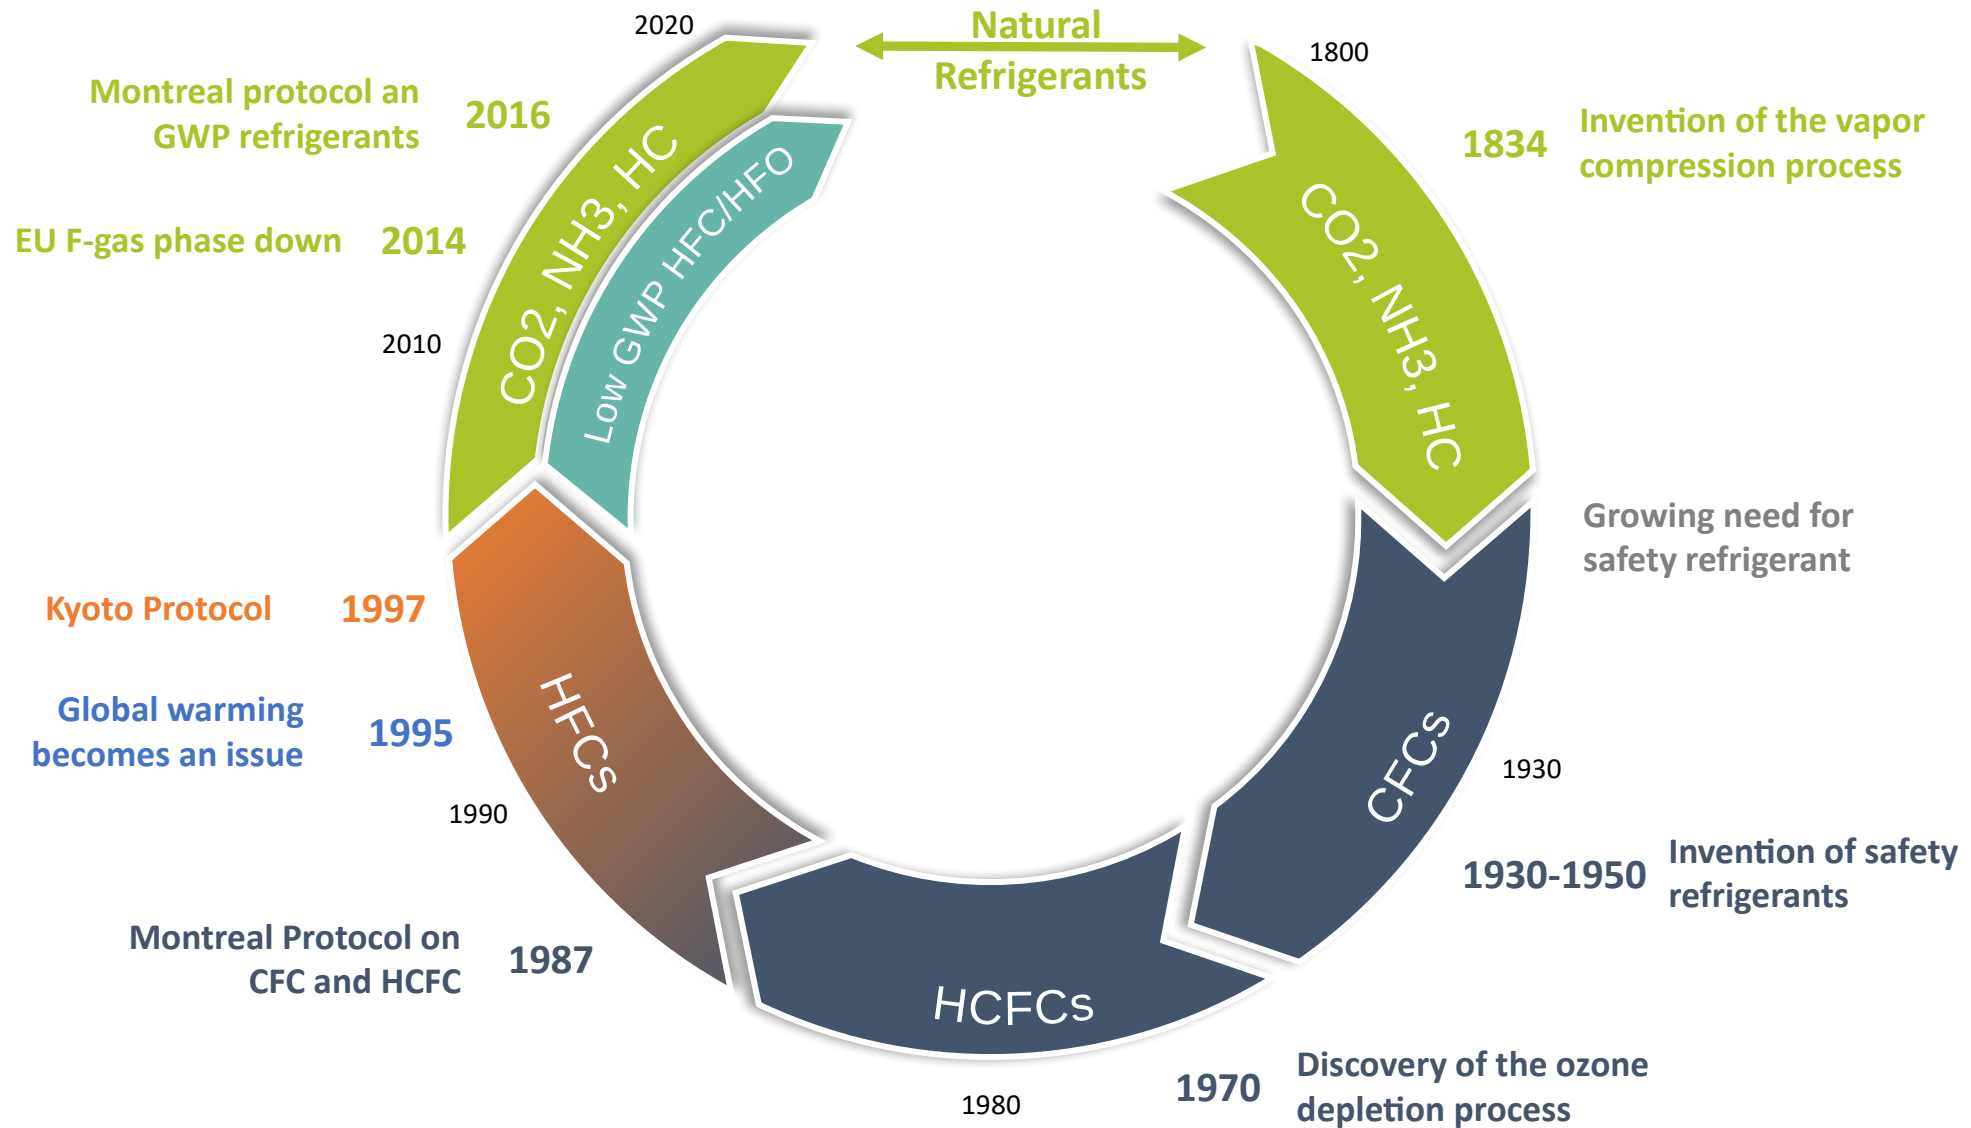 Natural
Refrigerants
1800
1834
Invention of the vapor
compression process
CO2, NH3, HC
Growing need for
safety refrigerant
CFCs
1930
1930-1950
Invention of safety
refrigerants
HCFCs
1970
Discovery of the ozone
depletion process
1980
1987
Montreal Protocol on
CFC and HCFC
HFCs
1990
1995
Global warming
becomes an issue
1997
Kyoto Protocol
Low GWP HFC/HFO
CO2, NH3, HC
2010
2014
EU F-gas phase down
2016
Montreal protocol an
GWP refrigerants
2020